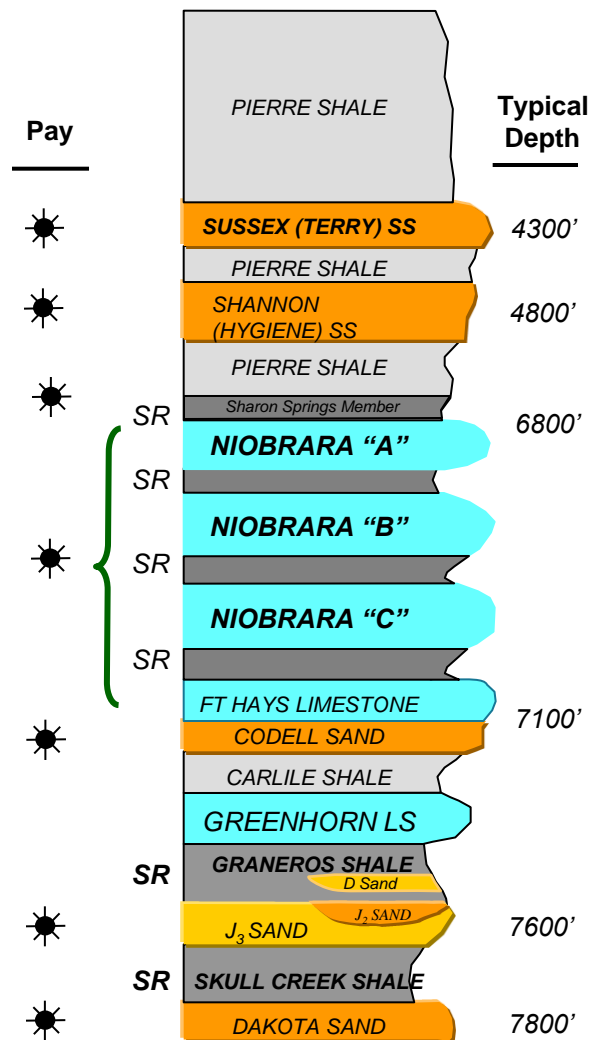 PIERRE SHALE
Pay
Typical
Depth
SUSSEX (TERRY) SS
4300’
PIERRE SHALE
SHANNON
(HYGIENE) SS
4800’
PIERRE SHALE
Sharon Springs Member
SR
6800’
NIOBRARA “A”
SR
NIOBRARA “B”
SR
NIOBRARA “C”
SR
FT HAYS LIMESTONE
7100’
CODELL SAND
CARLILE SHALE
GREENHORN LS
GRANEROS SHALE
SR
D Sand
J2 SAND
J3 SAND
7600’
SR
SKULL CREEK SHALE
DAKOTA SAND
7800’